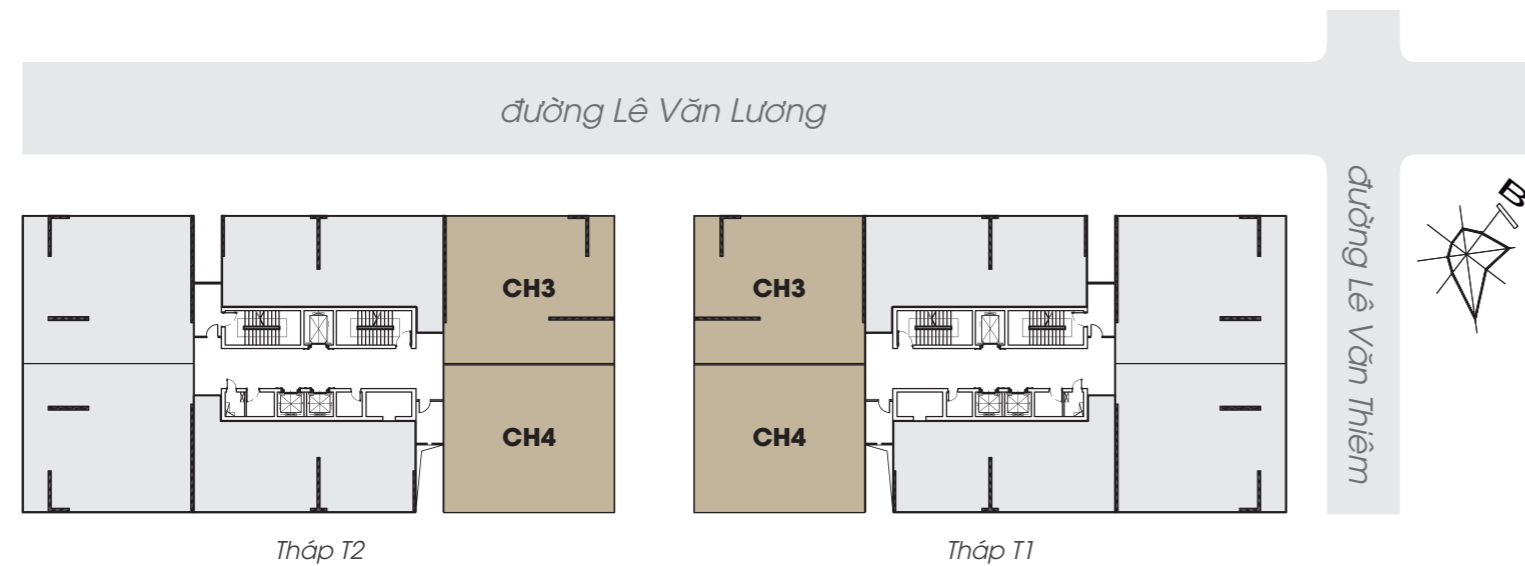 đường Lê Văn Lương
đường Lê Văn Thiêm
B
CH3
CH3
CH4
CH4
Tháp T2
Tháp T1